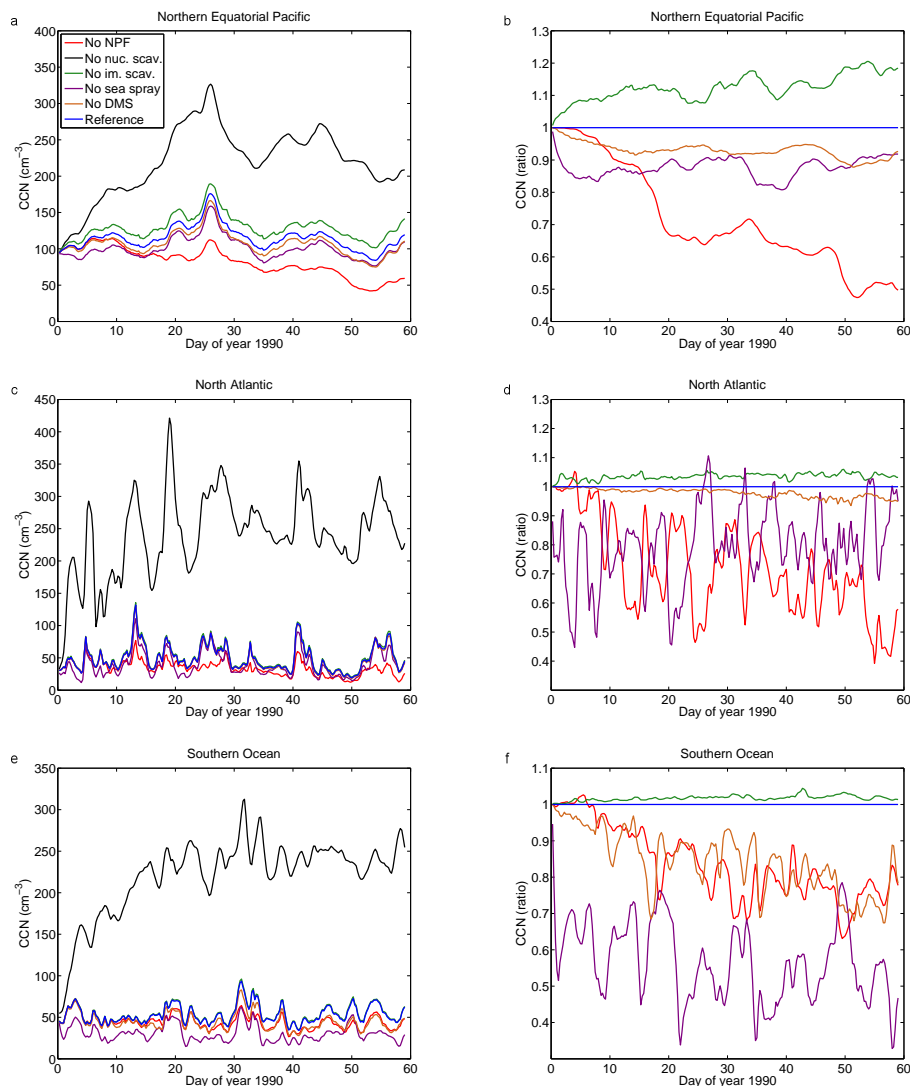 a
Northern Equatorial Pacific
400
350
300
250
200
150
100
50
0
CCN (cm−3)
No NPF
No nuc. scav.
No im. scav.
No sea spray
No DMS
Reference
0 10 20 30 40 50 60
Day of year 1990
b
Northern Equatorial Pacific
1.3
1.2
1.1
1
0.9
0.8
0.7
0.6
0.5
0.4
CCN (ratio)
0 10 20 30 40 50 60
Day of year 1990
c
North Atlantic
450
400
350
300
250
200
150
100
50
0
CCN (cm−3)
0 10 20 30 40 50 60
Day of year 1990
d
North Atlantic
1.3
1.2
1.1
1
0.9
0.8
0.7
0.6
0.5
0.4
CCN (ratio)
0 10 20 30 40 50 60
Day of year 1990
e
Southern Ocean
350
300
250
200
150
100
50
0
CCN (cm−3)
0 10 20 30 40 50 60
Day of year 1990
f
Southern Ocean
1.1
1
0.9
0.8
0.7
0.6
0.5
0.4
CCN (ratio)
0 10 20 30 40 50 60
Day of year 1990